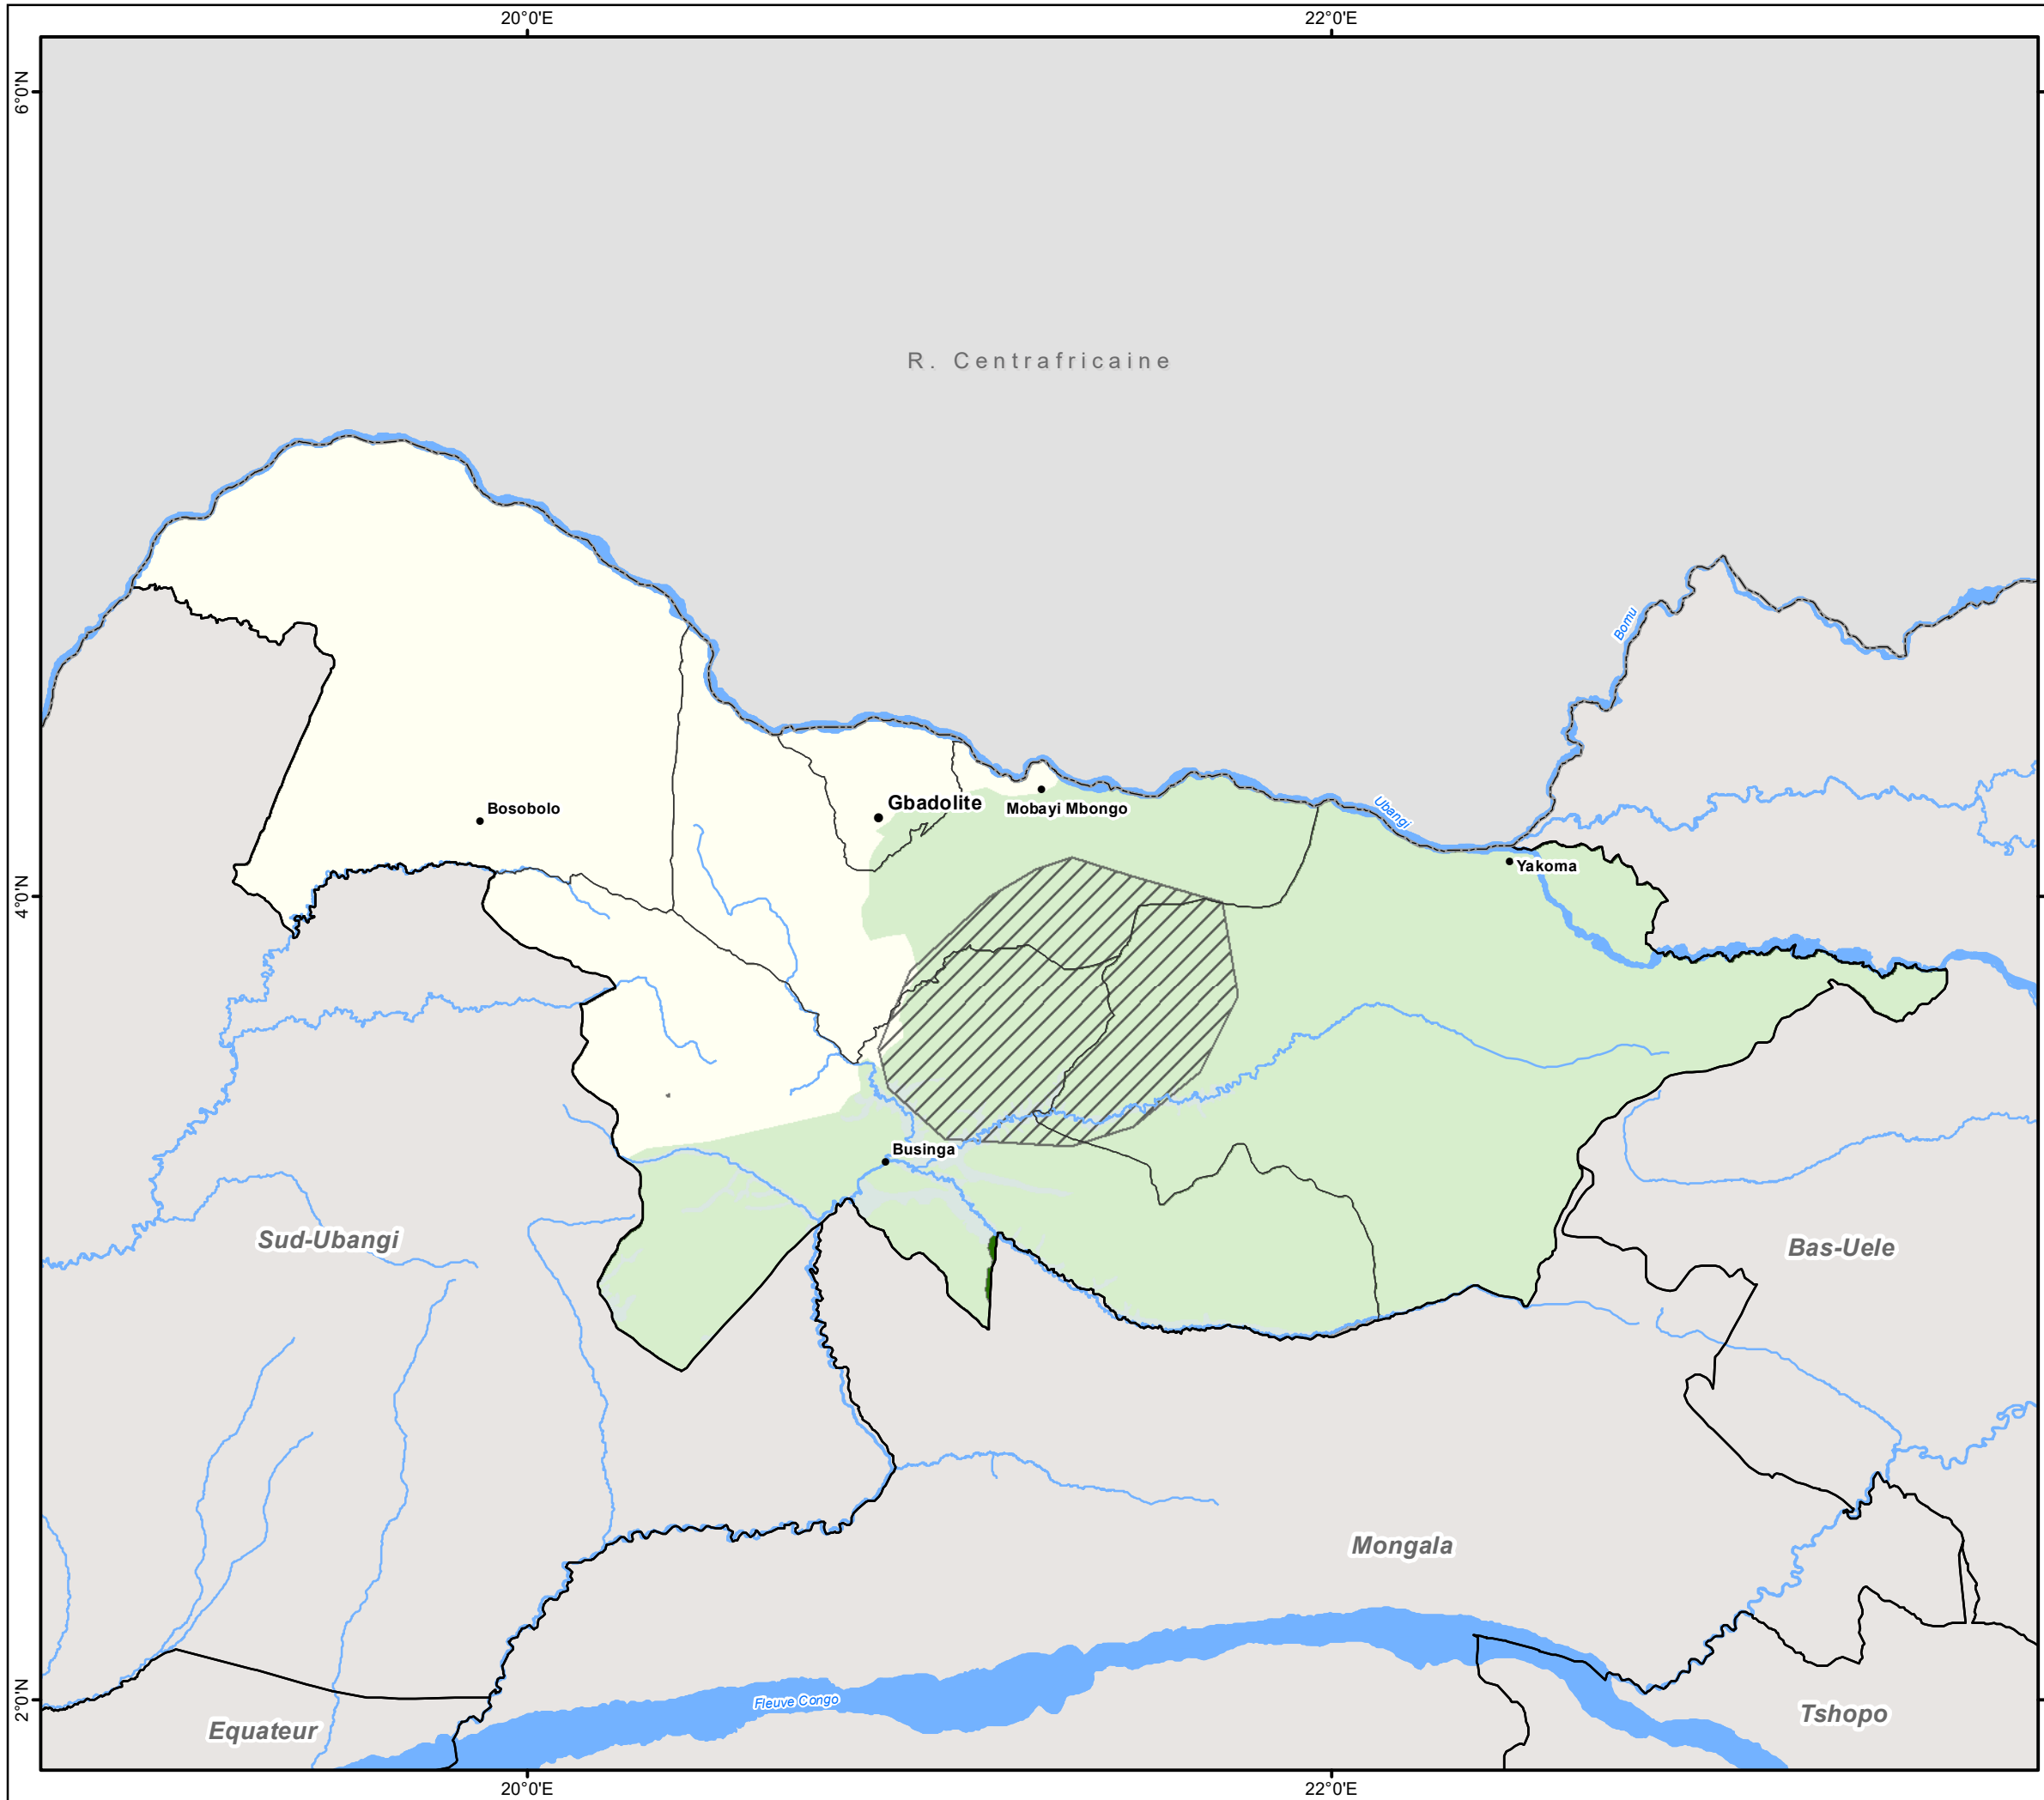 20°0'E
22°0'E
6°0'N
R. Centrafricaine
Bomu
Gbadolite
Bosobolo
Mobayi Mbongo
Ubangi
Yakoma
4°0'N
Businga
Sud-Ubangi
Bas-Uele
Mongala
Fleuve Congo
2°0'N
Equateur
Tshopo
20°0'E
22°0'E